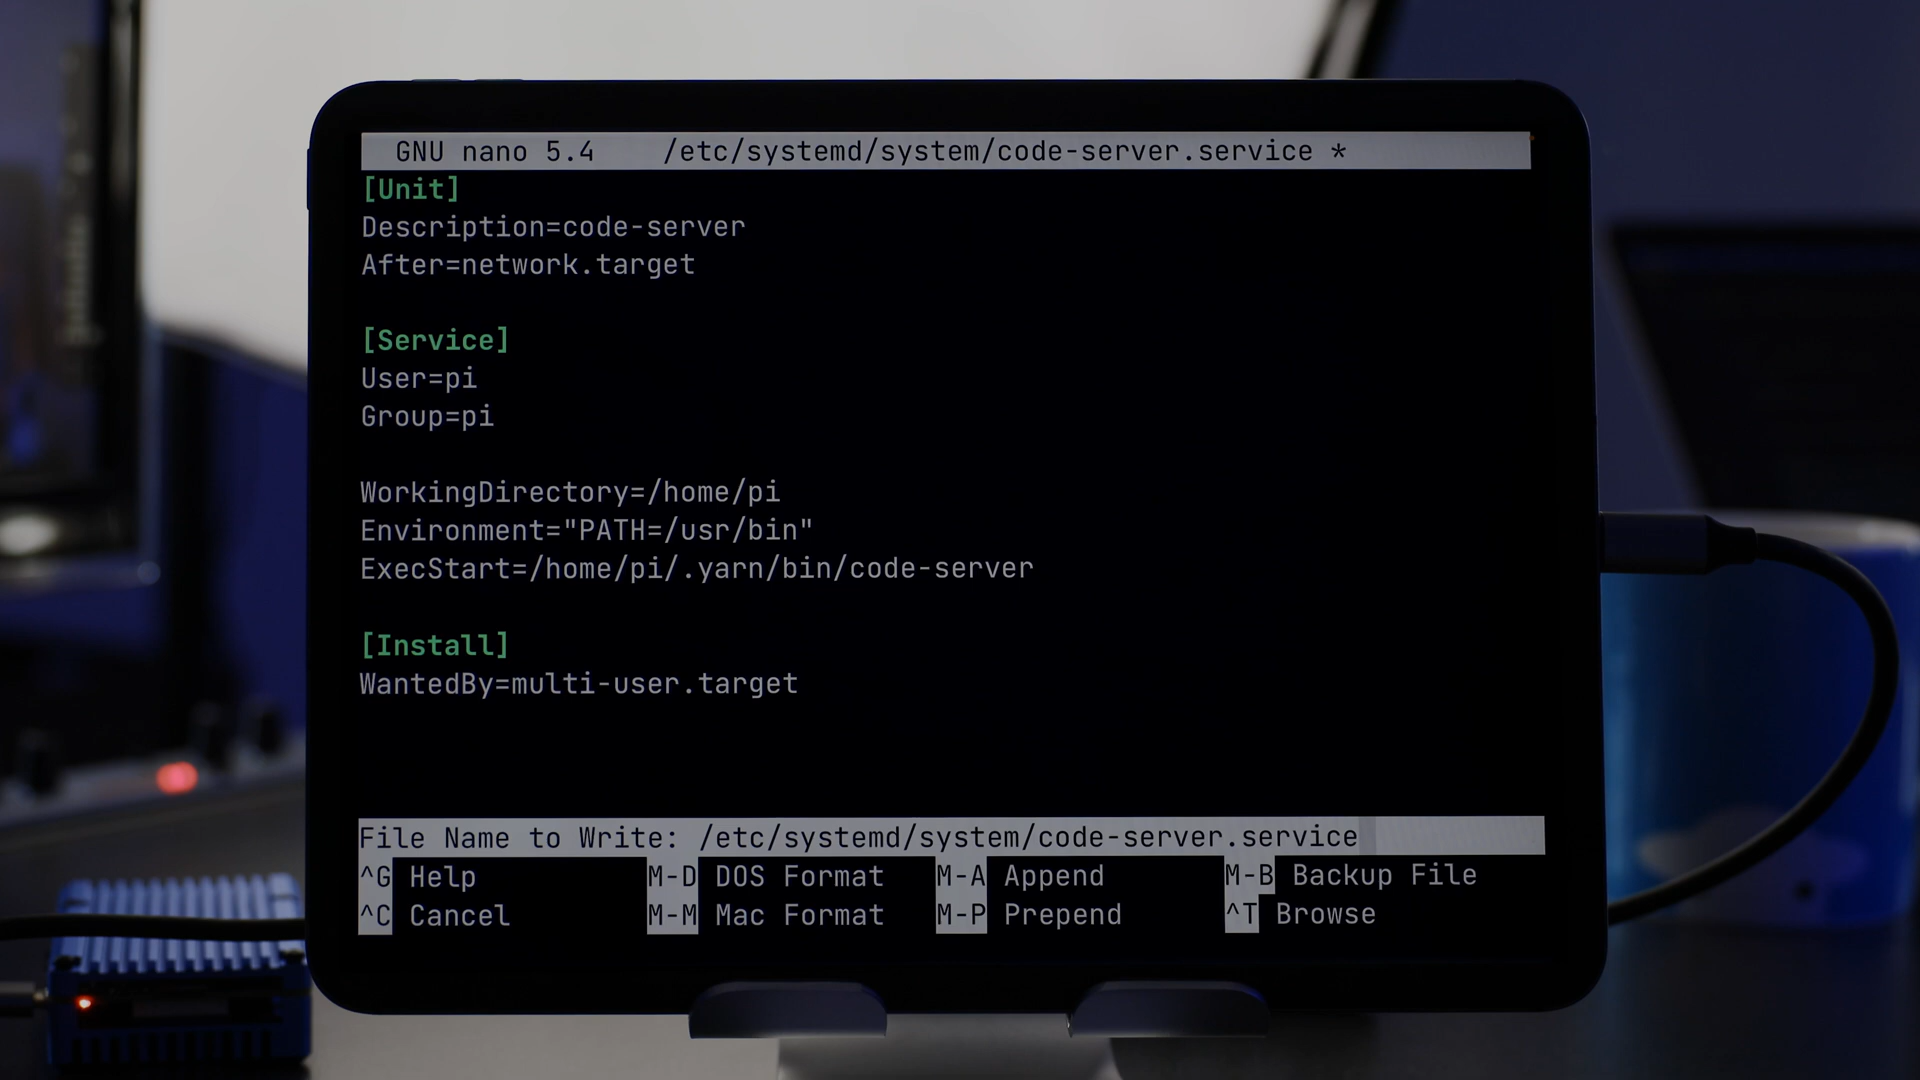 GNU nano 5.4 /etc/systemd/system/code-server.service *
[Unit]
Description=code-server
After=network.target
[Service]
User=pi
Group=pi
WorkingDirectory=/home/pi
Environment="PATH=/usr/bin"
ExecStart=/home/pi/.yarn/bin/code-server
[Install]
WantedBy=multi-user.target
File Name to Write: /etc/systemd/system/code-server.service
^G Help M-D DOS Format M-A Append M-B Backup File
^C Cancel M-M Mac Format M-P Prepend ^T Browse